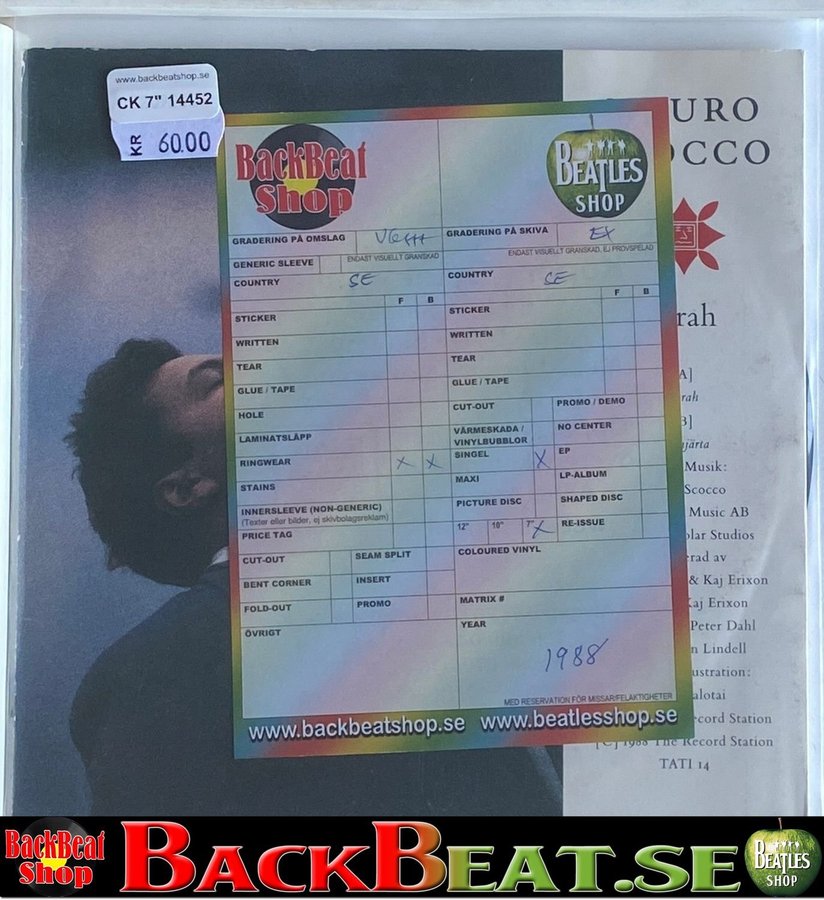 www.backbeatshop.se
CK 7" 14452
KR 60.00
BackBeat
Shop
BEATLES
SHOP
GRADERING PÅ OMSLAG VG+++
ENDAST VISUELLT GRANSKAD
GENERIC SLEEVE
COUNTRY SE
F B
STICKER
WRITTEN
TEAR
GLUE / TAPE
HOLE
LAMINATSLÄPP
RINGWEAR X X
STAINS
INNERSLEEVE (NON-GENERIC)
(Texter eller bilder, ej skivbolagsreklam)
PRICE TAG
CUT-OUT SEAM SPLIT
BENT CORNER INSERT
FOLD-OUT PROMO
ÖVRIGT
GRADERING PÅ SKIVA EX
ENDAST VISUELLT GRANSKAD, EJ PROVSPELAD
COUNTRY SE
F B
STICKER
WRITTEN
TEAR
GLUE / TAPE
CUT-OUT PROMO / DEMO
VÄRMESKADA /
VINYLBUBBLOR NO CENTER
SINGEL X EP
MAXI LP-ALBUM
PICTURE DISC SHAPED DISC
12" 10" 7" X RE-ISSUE
COLOURED VINYL
MATRIX #
YEAR
1988
MED RESERVATION FÖR MISSAR/FELAKTIGHETER
www.backbeatshop.se www.beatlesshop.se
URO
OCCO
rah
A]
rah
B]
hjärta
Musik:
Scocco
Music AB
olar Studios
rad av
& Kaj Erixon
Kaj Erixon
Peter Dahl
n Lindell
ustration:
alotai
ecord Station
[C] 1988 The Record Station
TATI 14
BackBeat
Shop
BACKBEAT.SE
BEATLES
SHOP